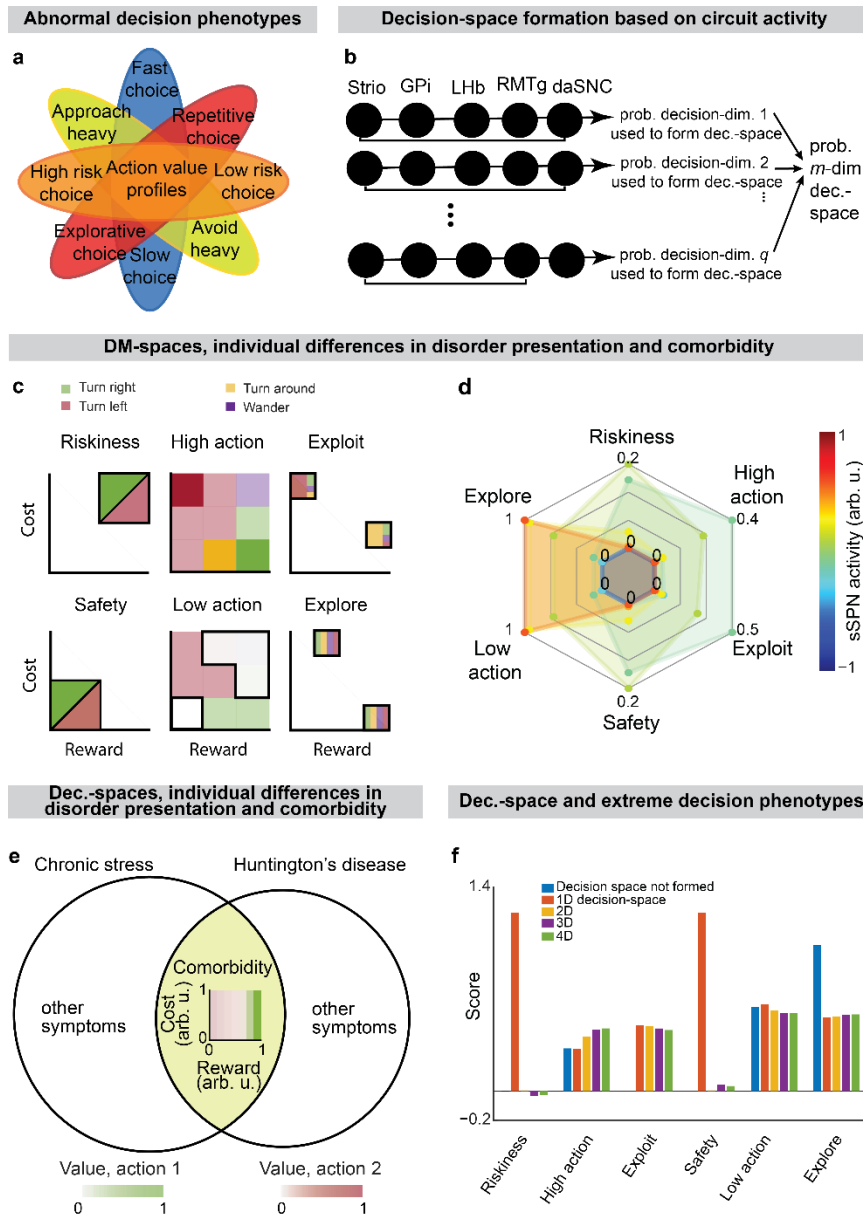 Abnormal decision phenotypes
Decision-space formation based on circuit activity
a
Fast
choice
Approach
heavy
Repetitive
choice
High risk
choice
Action value
profiles
Low risk
choice
Explorative
choice
Slow
choice
Avoid
heavy
b
Strio GPi LHb RMTg daSNC
prob. decision-dim. 1
used to form dec.-space
prob. decision-dim. 2
used to form dec.-space
...
prob. decision-dim. q
used to form dec.-space
prob.
m-dim
dec.-
space
DM-spaces, individual differences in disorder presentation and comorbidity
c
Turn right
Turn left
Turn around
Wander
Riskiness High action Exploit
Cost
Safety Low action Explore
Cost
Reward Reward Reward
d
Riskiness
0.2
High
action
0.4
Explore
1
0 0 0 0 0 0
Low
action
1
Exploit
0.5
0.2
Safety
1
sSPN activity (arb. u.)
−1
Dec.-spaces, individual differences in
disorder presentation and comorbidity
Dec.-space and extreme decision phenotypes
e
Chronic stress
Huntington's disease
other
symptoms
Comorbidity
Cost
(arb. u.)
1
0
0 1
Reward
(arb. u.)
other
symptoms
Value, action 1
0 1
Value, action 2
0 1
f
1.4
Score
−0.2
Decision space not formed
1D decision-space
2D
3D
4D
Riskiness
High action
Exploit
Safety
Low action
Explore